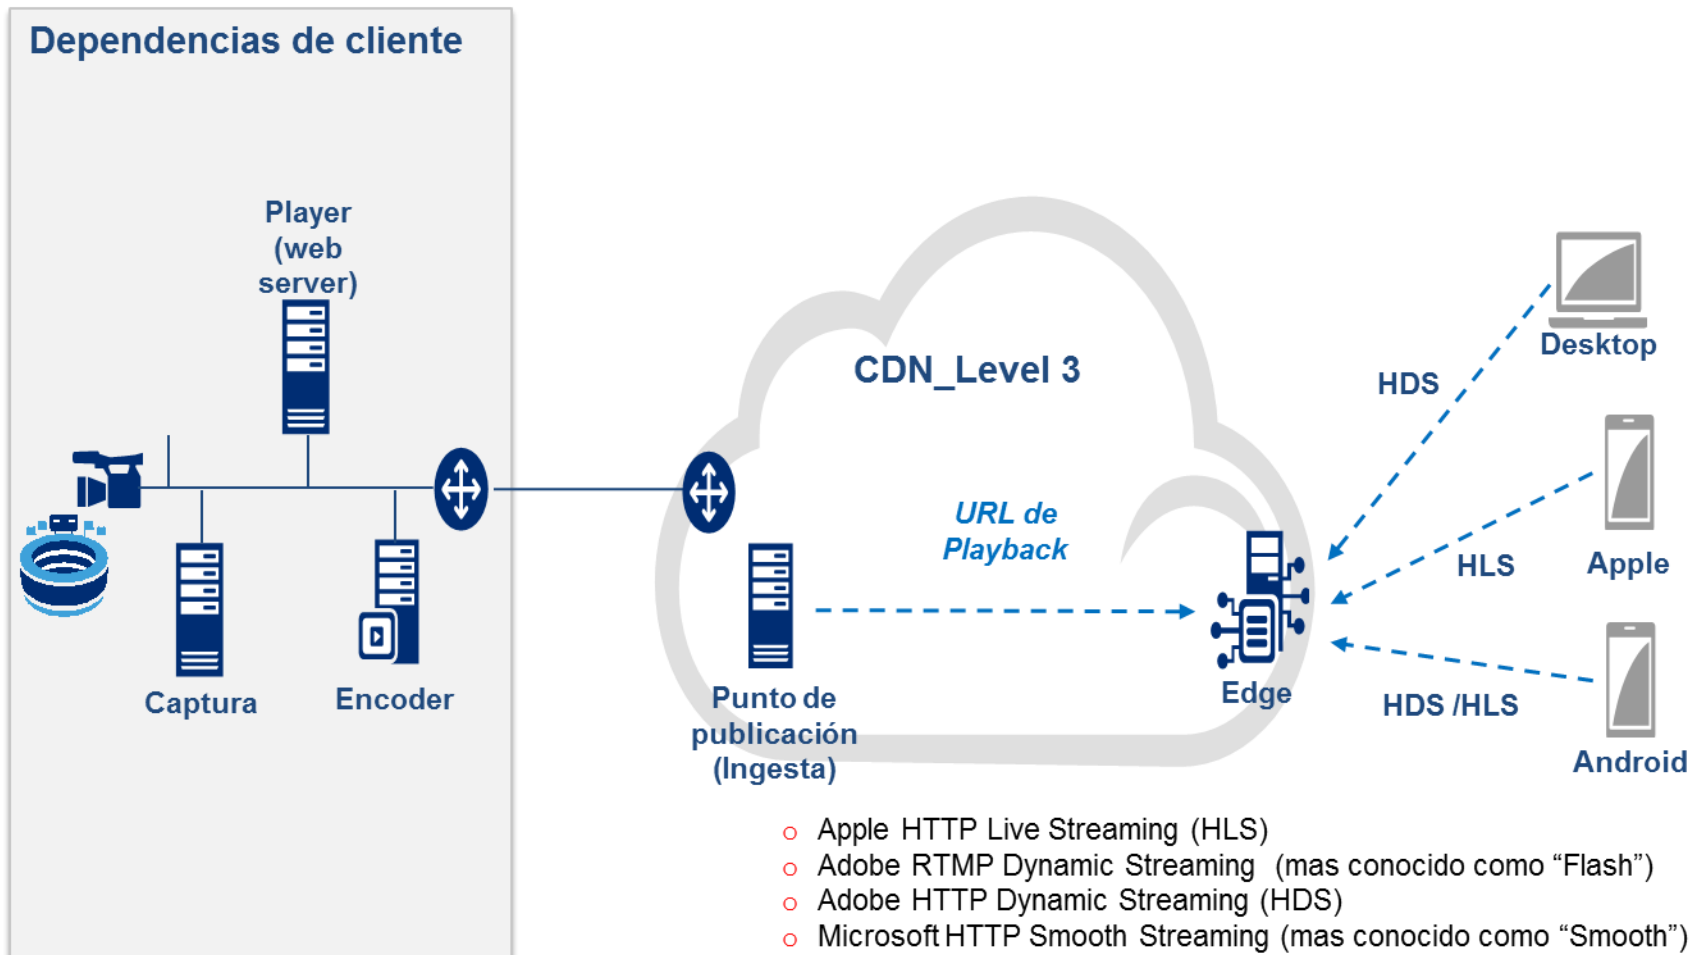 Dependencias de cliente
Player
(web
server)
Captura
Encoder
CDN_Level 3
URL de
Playback
Punto de
publicación
(Ingesta)
Edge
HDS
HLS
HDS /HLS
Desktop
Apple
Android
o Apple HTTP Live Streaming (HLS)
o Adobe RTMP Dynamic Streaming (mas conocido como “Flash”)
o Adobe HTTP Dynamic Streaming (HDS)
o Microsoft HTTP Smooth Streaming (mas conocido como “Smooth”)